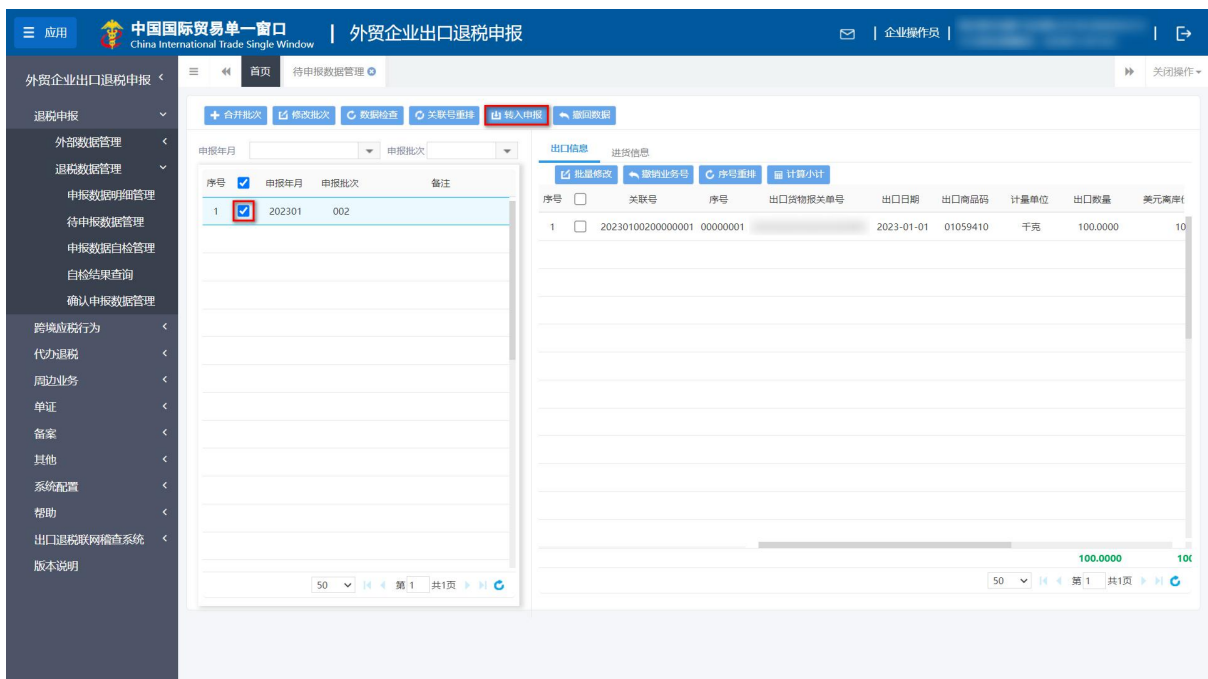 应用
中国国际贸易单一窗口
China International Trade Single Window
外贸企业出口退税申报
企业操作员
外贸企业出口退税申报
首页 待申报数据管理 关闭操作
退税申报
外部数据管理
退税数据管理
申报数据明细管理
待申报数据管理
申报数据自检管理
自检结果查询
确认申报数据管理
跨境应税行为
代办退税
周边业务
单证
备案
其他
系统配置
帮助
出口退税联网稽查系统
版本说明
合并批次 修改批次 数据检查 关联号重排 转入申报 撤回数据
申报年月 申报批次
序号 申报年月 申报批次 备注
1 202301 002
50 第 1 共1页
出口信息 进货信息
批量修改 撤销业务号 序号重排 计算小计
序号 关联号 序号 出口货物报关单号 出口日期 出口商品码 计量单位 出口数量 美元离岸
1 20230100200000001 00000001 2023-01-01 01059410 千克 100.0000 10
100.0000 100
50 第 1 共1页